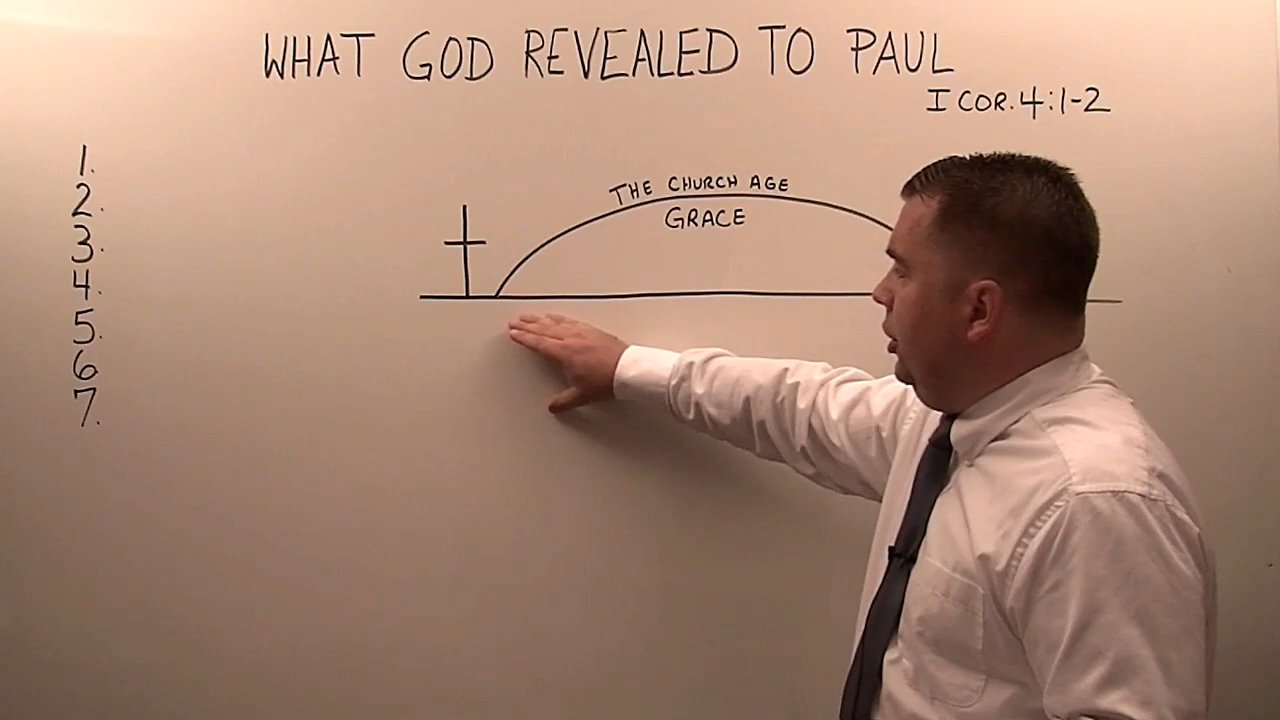 WHAT GOD REVEALED TO PAUL
I COR. 4:1-2
1.
2.
3.
4.
5.
6
7.
THE CHURCH AGE
GRACE